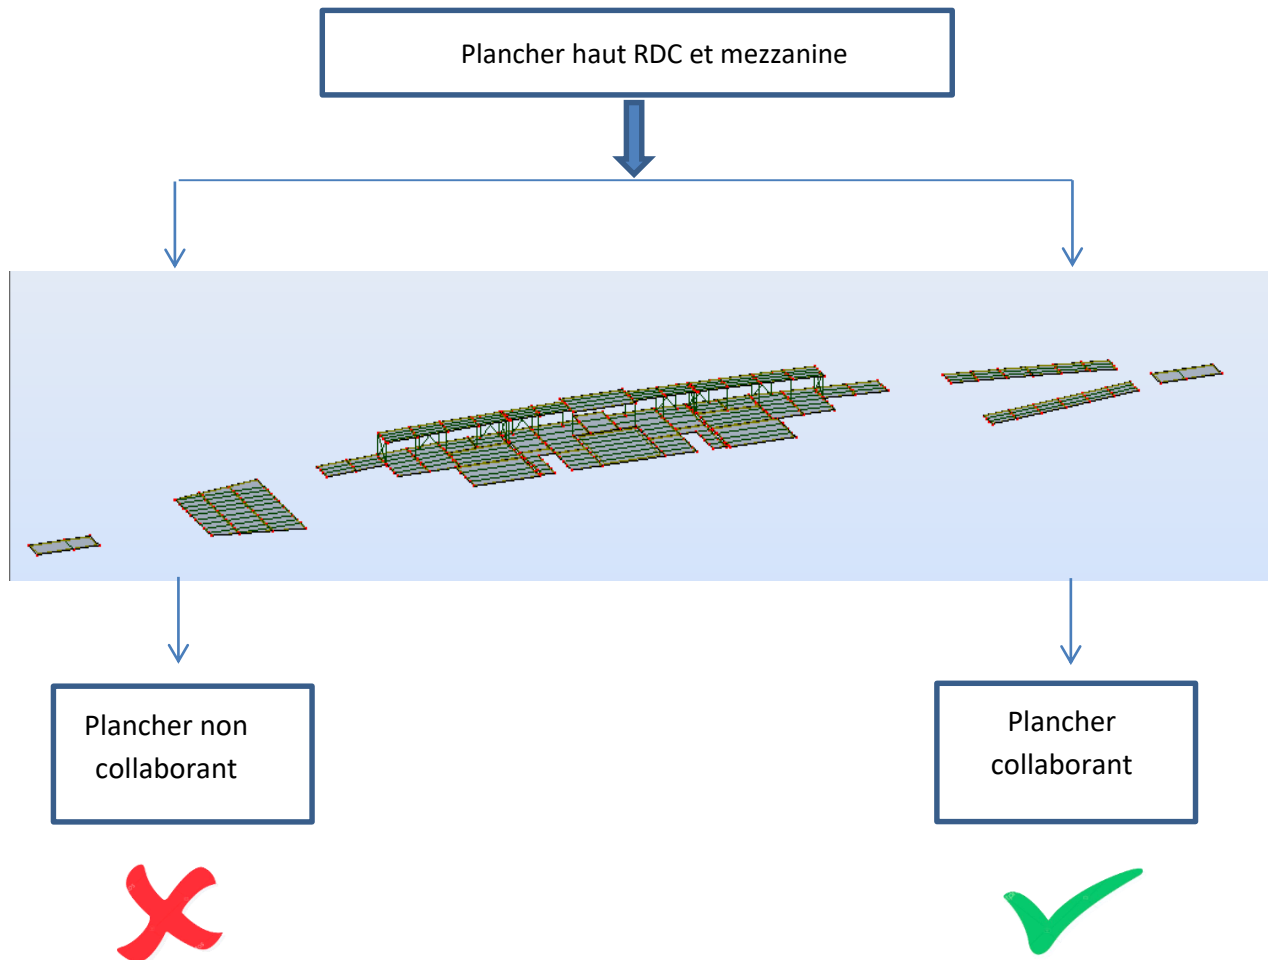 Plancher haut RDC et mezzanine
Plancher non
collaborant
Plancher
collaborant